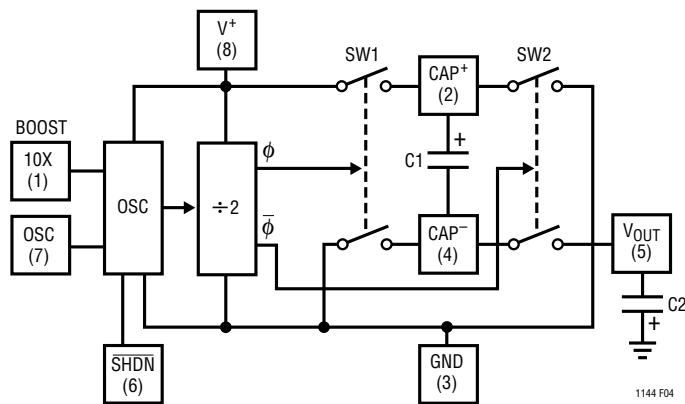 V+
(8)
SW1
CAP+
(2)
SW2
BOOST
10X
(1)
OSC
÷2
ϕ
+
C1
OSC
(7)
ϕ̅
CAP–
(4)
VOUT
(5)
C2
+
S̅H̅D̅N̅
(6)
GND
(3)
1144 F04